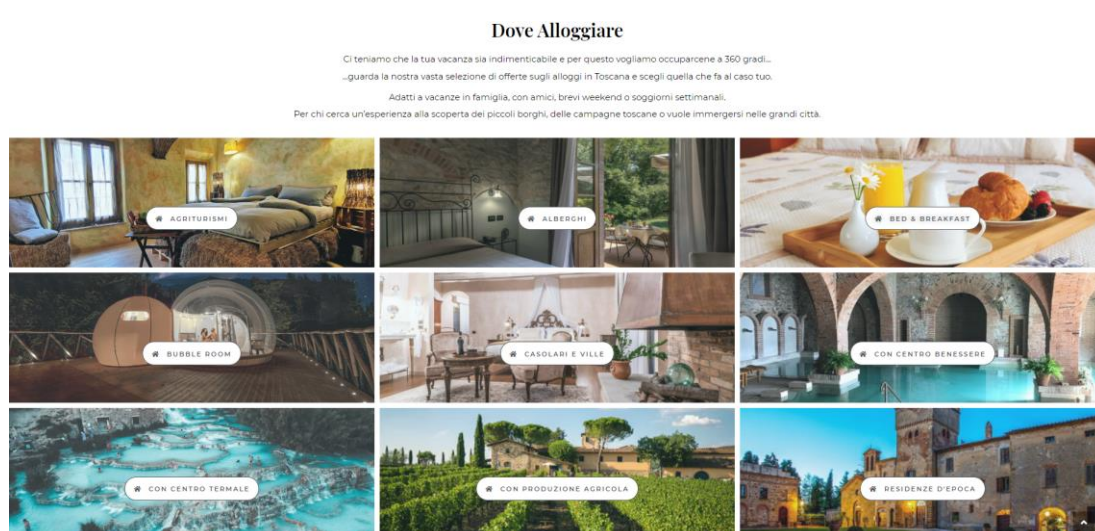 Dove Alloggiare
Ci teniamo che la tua vacanza sia indimenticabile e per questo vogliamo occuparcene a 360 gradi...
...guarda la nostra vasta selezione di offerte sugli alloggi in Toscana e scegli quella che fa al caso tuo.
Adatti a vacanze in famiglia, con amici, brevi weekend o soggiorni settimanali.
Per chi cerca un'esperienza alla scoperta dei piccoli borghi, delle campagne toscane o vuole immergersi nelle grandi città.
AGRITURISMI
ALBERGHI
BED & BREAKFAST
BUBBLE ROOM
CASOLARI E VILLE
CON CENTRO BENESSERE
CON CENTRO TERMALE
CON PRODUZIONE AGRICOLA
RESIDENZE D'EPOCA